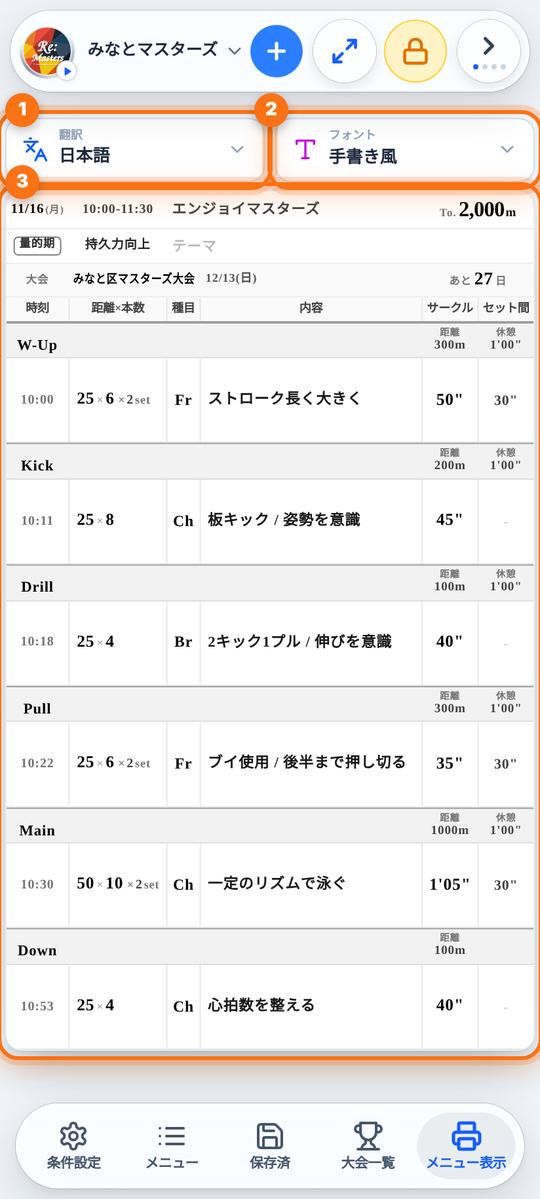 Re:
Masters
みなとマスターズ
1
2
翻訳
日本語
フォント
手書き風
3
11/16(月) 10:00-11:30 エンジョイマスターズ To. 2,000m
量的期 持久力向上 テーマ
大会 みなと区マスターズ大会 12/13(日) あと 27 日
時刻 距離×本数 種目 内容 サークル セット間
W-Up 距離 300m 休憩 1'00"
10:00 25×6 ×2set Fr ストローク長く大きく 50" 30"
Kick 距離 200m 休憩 1'00"
10:11 25×8 Ch 板キック / 姿勢を意識 45" -
Drill 距離 100m 休憩 1'00"
10:18 25×4 Br 2キック1プル / 伸びを意識 40" -
Pull 距離 300m 休憩 1'00"
10:22 25×6 ×2set Fr ブイ使用 / 後半まで押し切る 35" 30"
Main 距離 1000m 休憩 1'00"
10:30 50×10 ×2set Ch 一定のリズムで泳ぐ 1'05" 30"
Down 距離 100m
10:53 25×4 Ch 心拍数を整える 40" -
条件設定 メニュー 保存済 大会一覧 メニュー表示